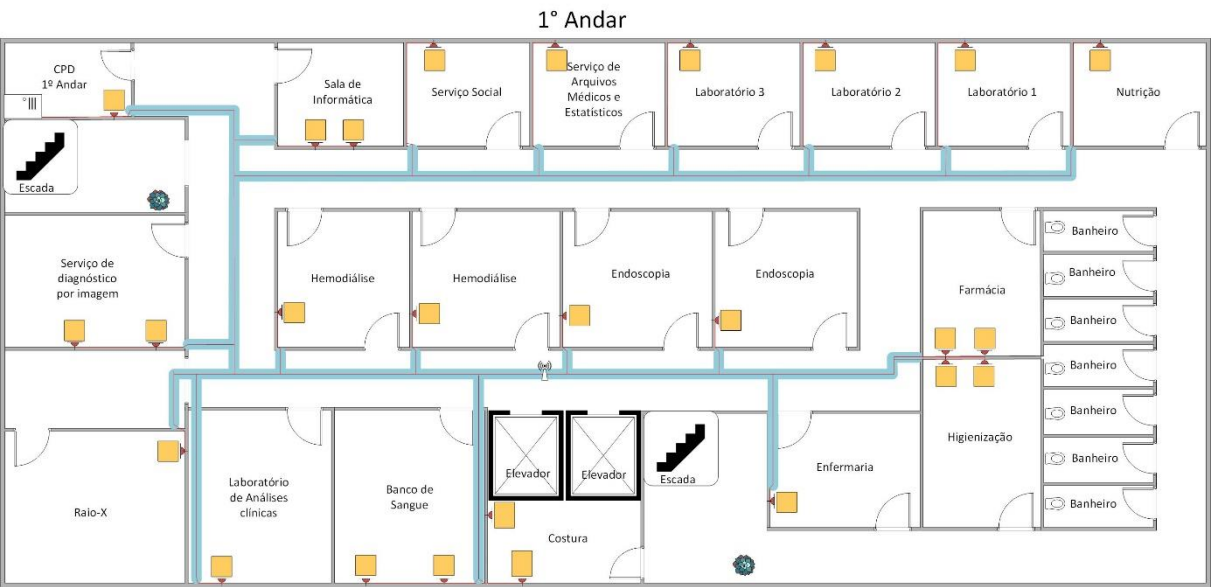 1° Andar
CPD
1º Andar
Sala de
Informática
Serviço Social
Serviço de
Arquivos
Médicos e
Estatísticos
Laboratório 3
Laboratório 2
Laboratório 1
Nutrição
Escada
Serviço de
diagnóstico
por imagem
Hemodiálise
Hemodiálise
Endoscopia
Endoscopia
Farmácia
Banheiro
Banheiro
Banheiro
Banheiro
Banheiro
Banheiro
Banheiro
Raio-X
Laboratório
de Análises
clínicas
Banco de
Sangue
Elevador
Elevador
Escada
Costura
Enfermaria
Higienização